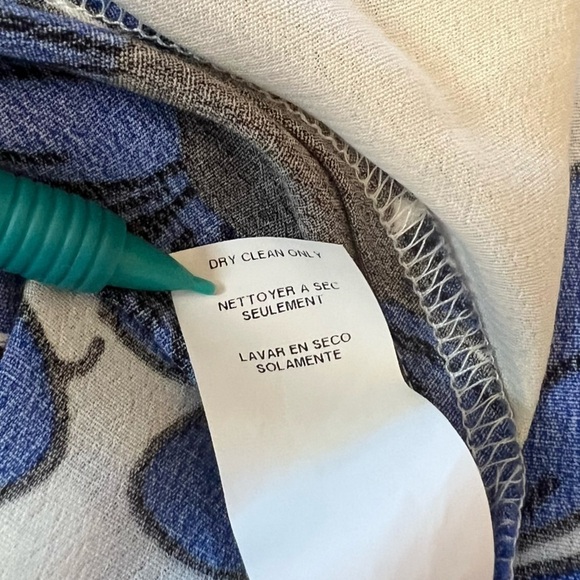 DRY CLEAN ONLY
NETTOYER A SEC
SEULEMENT
LAVAR EN SECO
SOLAMENTE